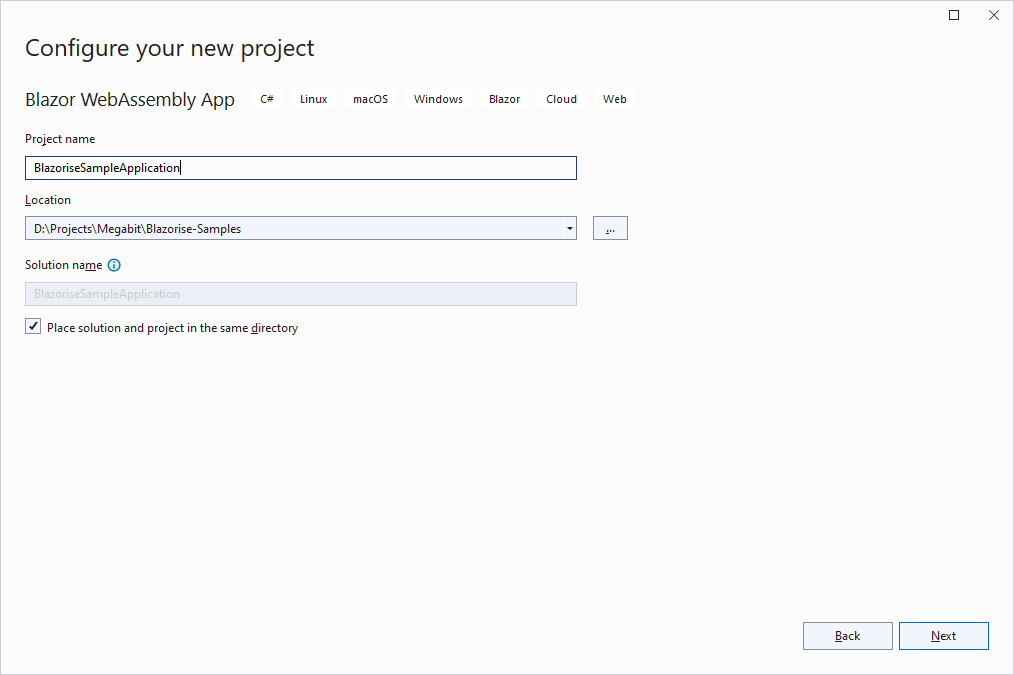 Configure your new project
Blazor WebAssembly App C# Linux macOS Windows Blazor Cloud Web
Project name
BlazoriseSampleApplication
Location
D:\Projects\Megabit\Blazorise-Samples
...
Solution name
BlazoriseSampleApplication
Place solution and project in the same directory
Back Next